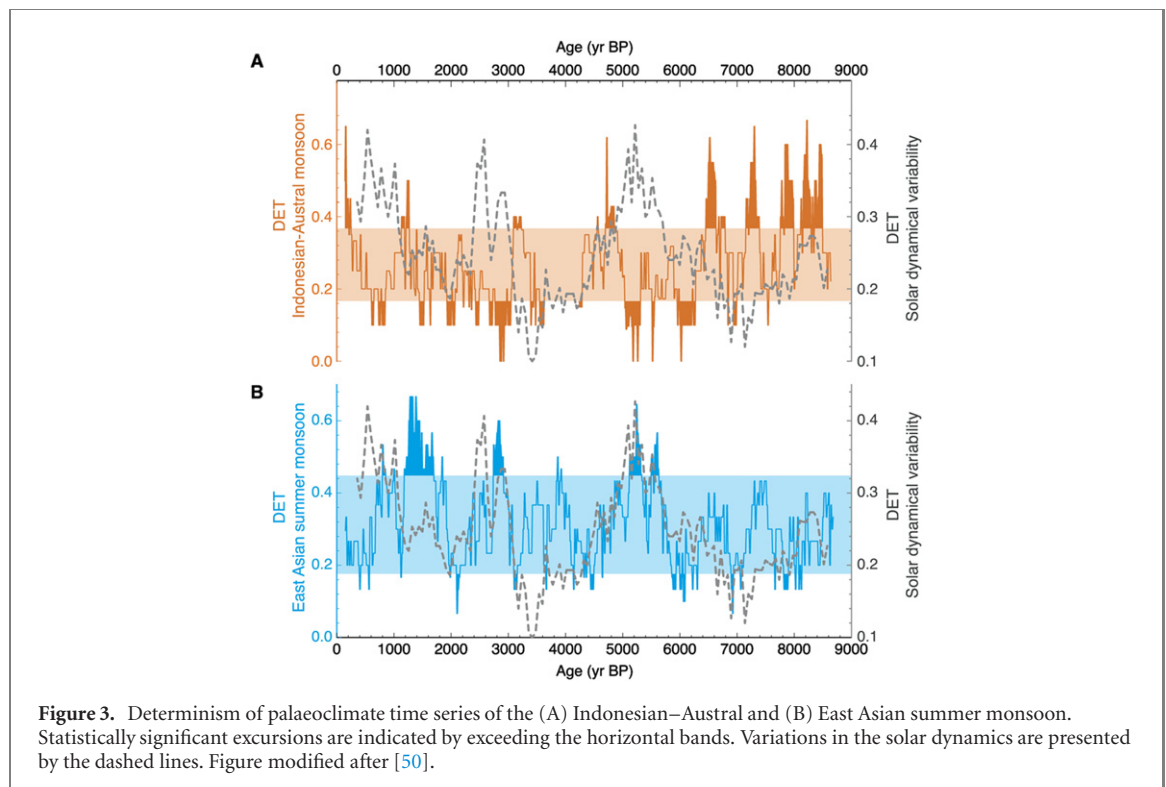 Age (yr BP)
A
0 1000 2000 3000 4000 5000 6000 7000 8000 9000
DET
Indonesian-Austral monsoon
0.6
0.4
0.2
0.0
0.4
0.3
0.2
0.1
DET
Solar dynamical variability
B
DET
East Asian summer monsoon
0.6
0.4
0.2
0.0
0.4
0.3
0.2
0.1
DET
Solar dynamical variability
0 1000 2000 3000 4000 5000 6000 7000 8000 9000
Age (yr BP)
Figure 3. Determinism of palaeoclimate time series of the (A) Indonesian–Austral and (B) East Asian summer monsoon.
Statistically significant excursions are indicated by exceeding the horizontal bands. Variations in the solar dynamics are presented
by the dashed lines. Figure modified after [50].